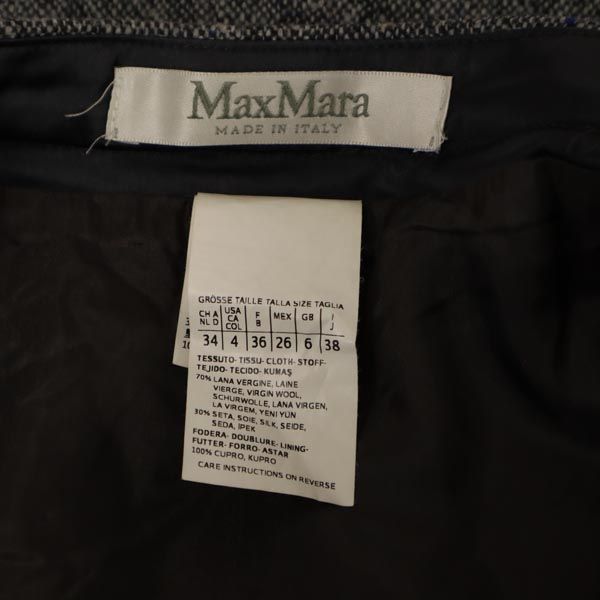 MaxMara
MADE IN ITALY
GRÖSSE TAILLE TALLA SIZE TAGLIA
CH A NL D USA CA COL F B MEX GB I J
34 4 36 26 6 38
TESSUTO-TISSU-CLOTH-STOFF-
TEJIDO-TECIDO-KUMAŞ
70% LANA VERGINE, LAINE
VIERGE, VIRGIN WOOL,
SCHURWOLLE, LANA VIRGEN,
LA VIRGEM, YENI YÜN
30% SETA, SOIE, SILK, SEIDE,
SEDA, IPEK
FODERA-DOUBLURE-LINING-
FUTTER-FORRO-ASTAR
100% CUPRO, KUPRO
CARE INSTRUCTIONS ON REVERSE